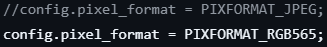 //config.pixel_format = PIXFORMAT_JPEG;
config.pixel_format = PIXFORMAT_RGB565;